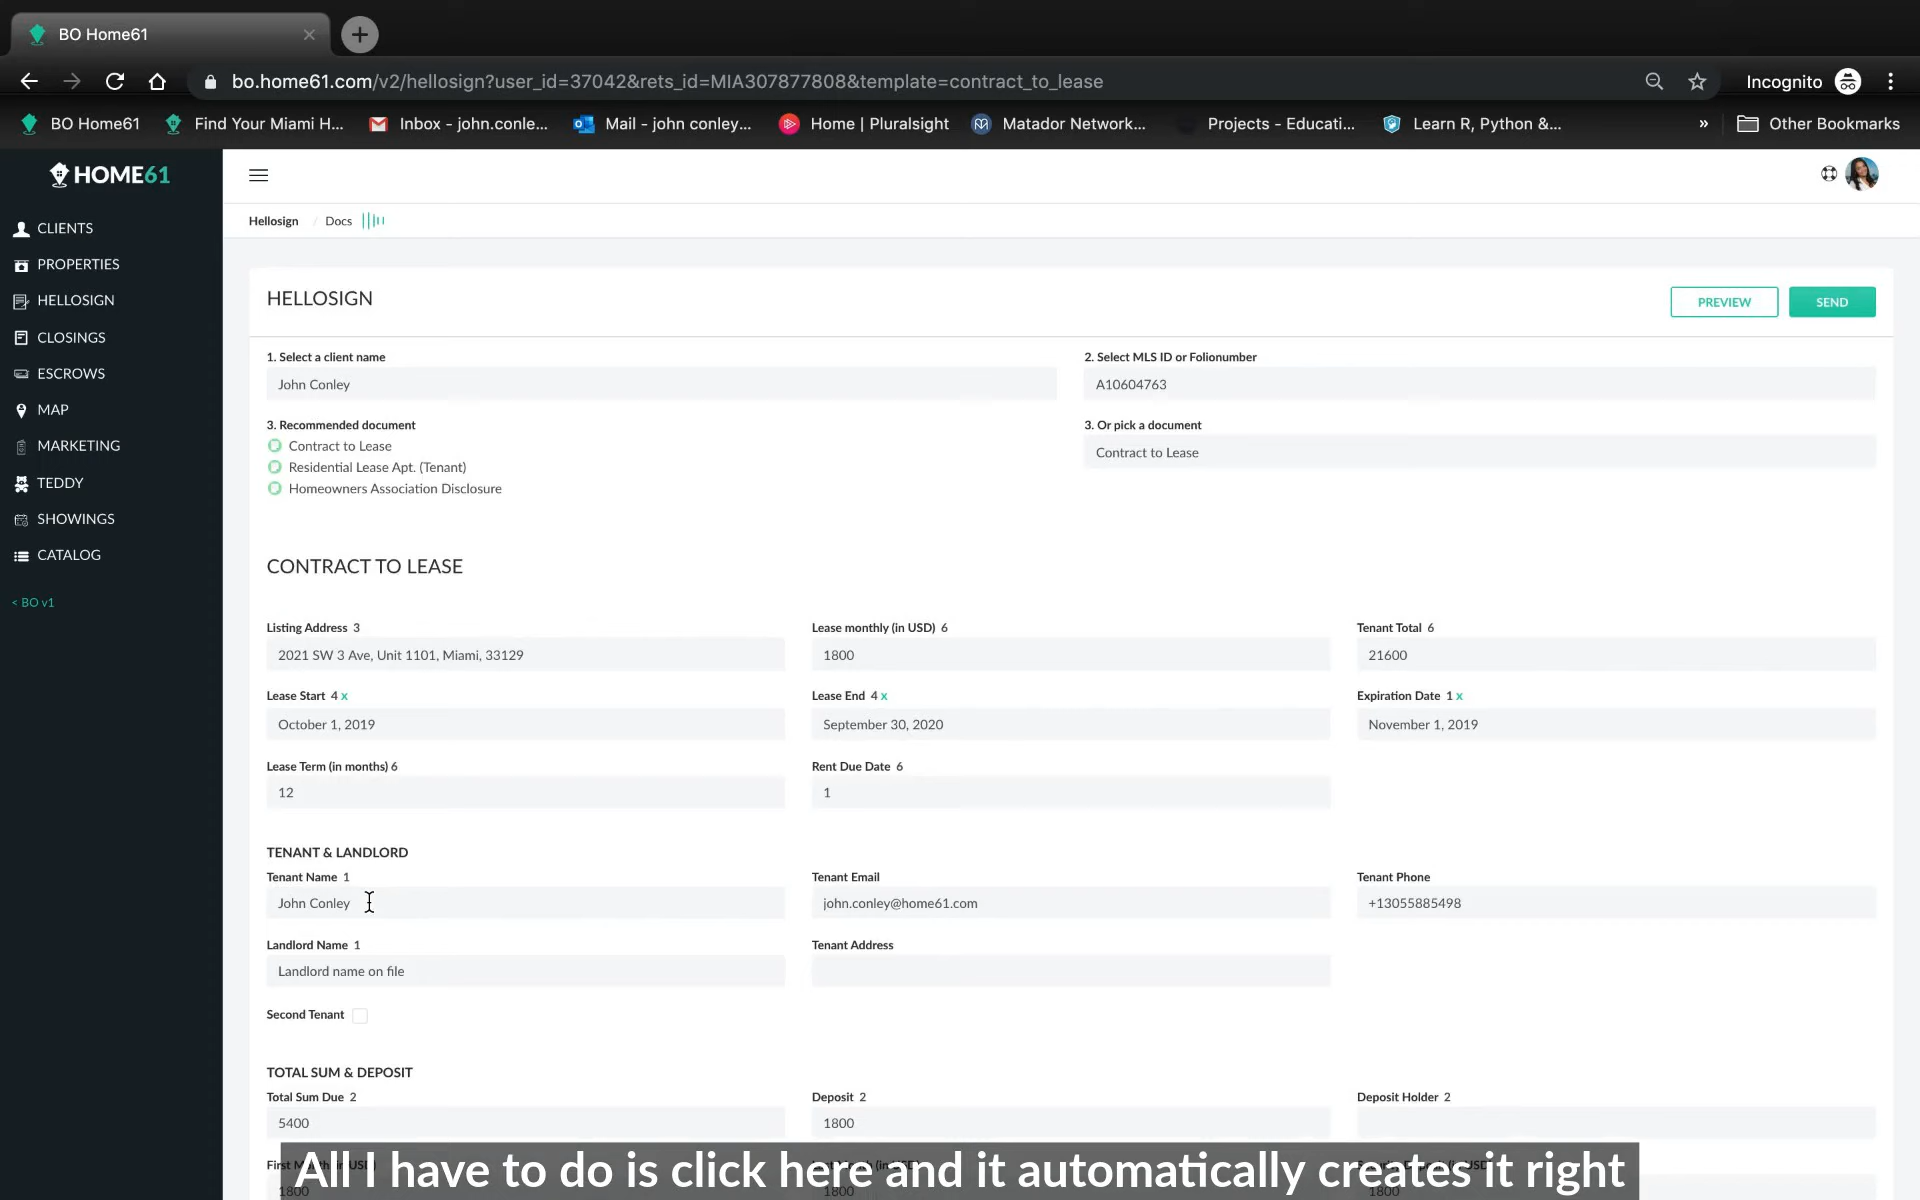 BO Home61
bo.home61.com/v2/hellosign?user_id=37042&rets_id=MIA307877808&template=contract_to_lease
Incognito
BO Home61
Find Your Miami H...
Inbox - john.conle...
Mail - john conley...
Home | Pluralsight
Matador Network...
Projects - Educati...
Learn R, Python &...
»
Other Bookmarks
HOME61
CLIENTS
PROPERTIES
HELLOSIGN
CLOSINGS
ESCROWS
MAP
MARKETING
TEDDY
SHOWINGS
CATALOG
< BO v1
Hellosign / Docs
HELLOSIGN
PREVIEW
SEND
1. Select a client name
John Conley
2. Select MLS ID or Folionumber
A10604763
3. Recommended document
Contract to Lease
Residential Lease Apt. (Tenant)
Homeowners Association Disclosure
3. Or pick a document
Contract to Lease
CONTRACT TO LEASE
Listing Address 3
2021 SW 3 Ave, Unit 1101, Miami, 33129
Lease monthly (in USD) 6
1800
Tenant Total 6
21600
Lease Start 4 x
October 1, 2019
Lease End 4 x
September 30, 2020
Expiration Date 1 x
November 1, 2019
Lease Term (in months) 6
12
Rent Due Date 6
1
TENANT & LANDLORD
Tenant Name 1
John Conley
Tenant Email
john.conley@home61.com
Tenant Phone
+13055885498
Landlord Name 1
Landlord name on file
Tenant Address
Second Tenant
TOTAL SUM & DEPOSIT
Total Sum Due 2
5400
Deposit 2
1800
Deposit Holder 2
All I have to do is click here and it automatically creates it right
1800
1800
1800